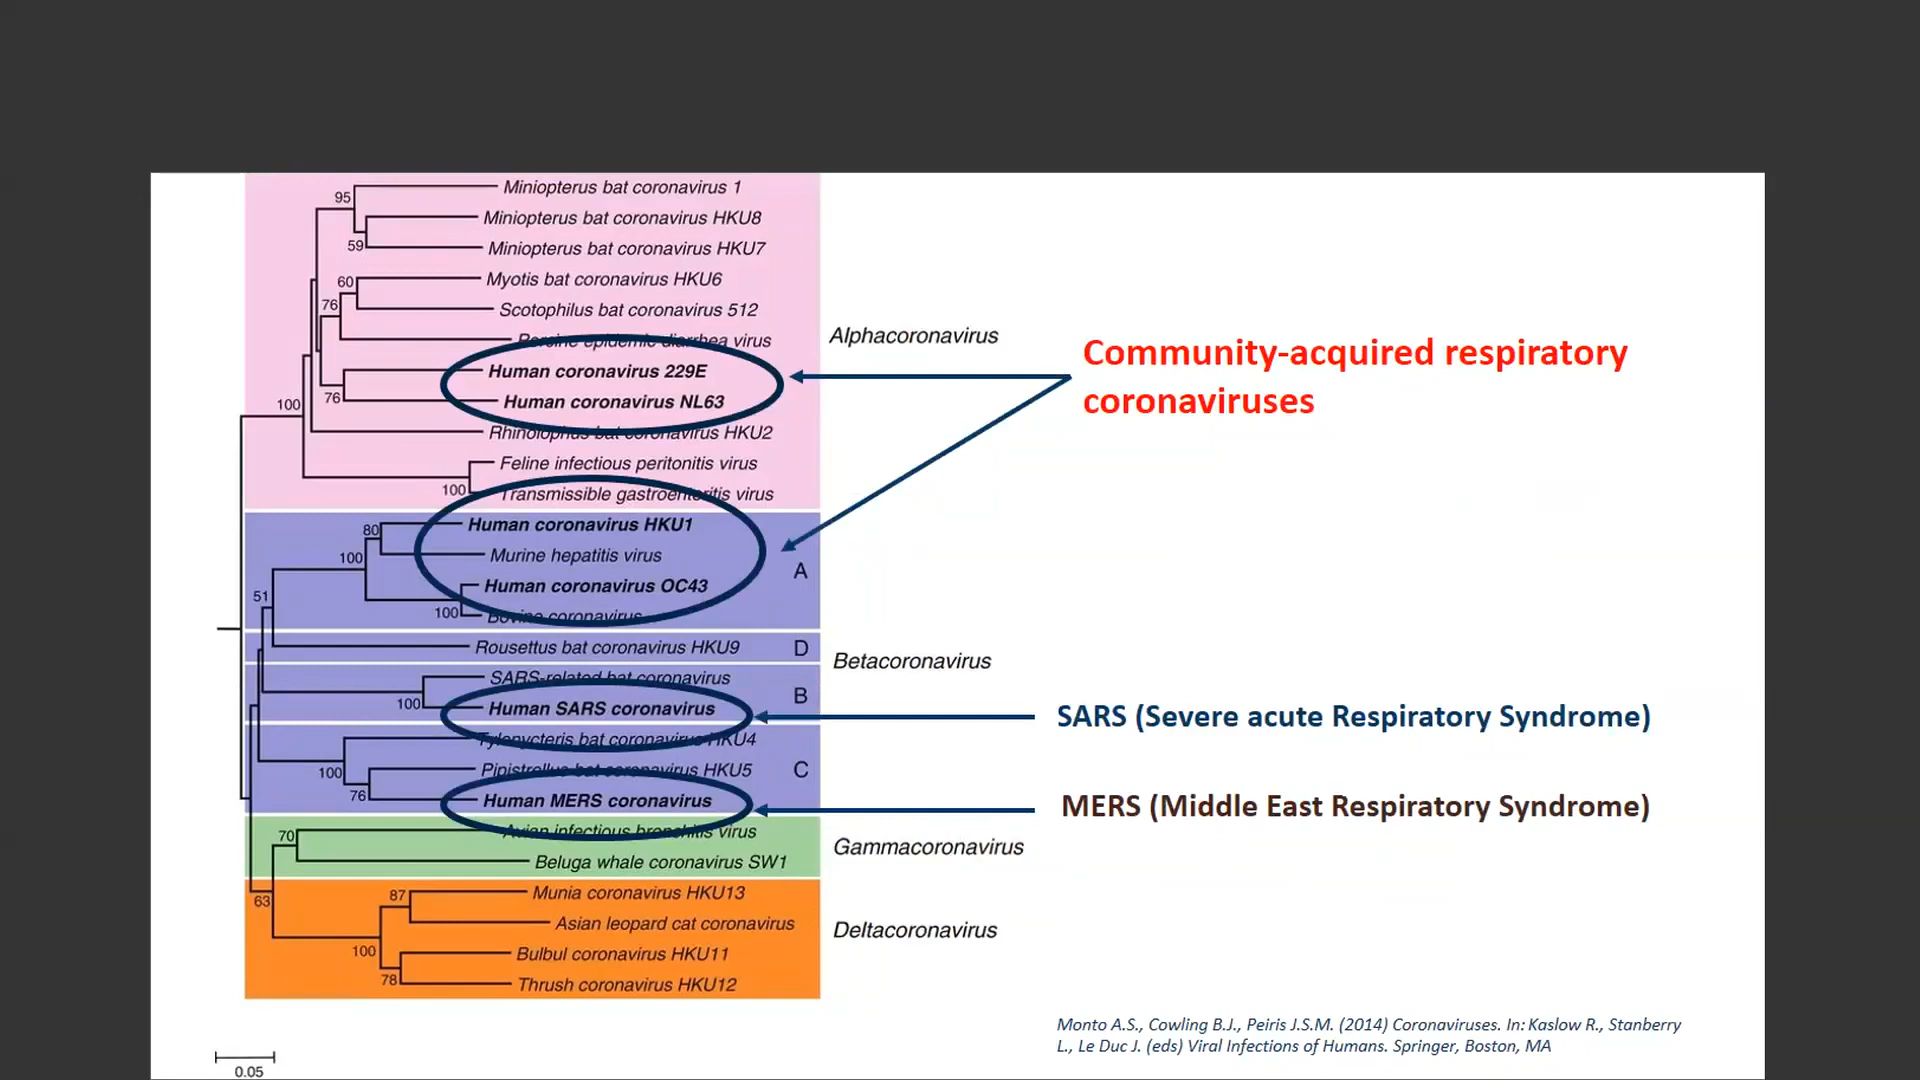 95
Miniopterus bat coronavirus 1
Miniopterus bat coronavirus HKU8
59
Miniopterus bat coronavirus HKU7
60
Myotis bat coronavirus HKU6
76
Scotophilus bat coronavirus 512
Porcine epidemic diarrhea virus
Alphacoronavirus
Human coronavirus 229E
76
Human coronavirus NL63
100
Rhinolophus bat coronavirus HKU2
Feline infectious peritonitis virus
100
Transmissible gastroenteritis virus
Community-acquired respiratory
coronaviruses
80
Human coronavirus HKU1
100
Murine hepatitis virus
A
Human coronavirus OC43
51
100
Bovine coronavirus
Rousettus bat coronavirus HKU9
D
Betacoronavirus
SARS-related bat coronavirus
B
100
Human SARS coronavirus
SARS (Severe acute Respiratory Syndrome)
Tylonycteris bat coronavirus HKU4
100
Pipistrellus bat coronavirus HKU5
C
76
Human MERS coronavirus
MERS (Middle East Respiratory Syndrome)
70
Avian infectious bronchitis virus
Gammacoronavirus
Beluga whale coronavirus SW1
63
87
Munia coronavirus HKU13
Asian leopard cat coronavirus
Deltacoronavirus
100
Bulbul coronavirus HKU11
78
Thrush coronavirus HKU12
Monto A.S., Cowling B.J., Peiris J.S.M. (2014) Coronaviruses. In: Kaslow R., Stanberry
L., Le Duc J. (eds) Viral Infections of Humans. Springer, Boston, MA
0.05